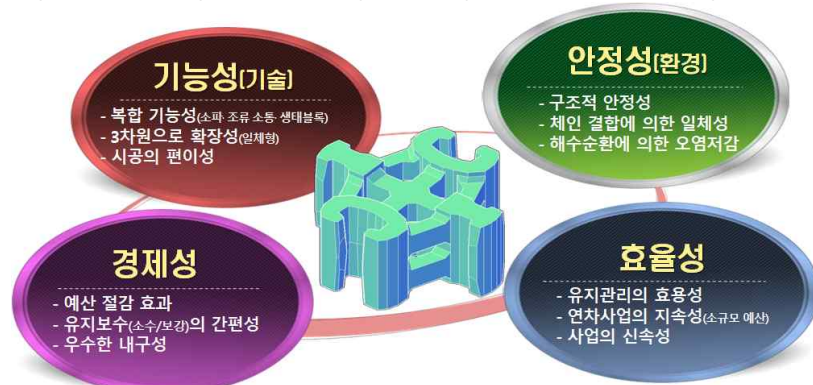 기능성(기술)
- 복합 기능성(소파· 조류 소통· 생태블록)
- 3차원으로 확장성(일체형)
- 시공의 편이성
안정성(환경)
- 구조적 안정성
- 체인 결합에 의한 일체성
- 해수순환에 의한 오염저감
경제성
- 예산 절감 효과
- 유지보수(소수/보강)의 간편성
- 우수한 내구성
효율성
- 유지관리의 효용성
- 연차사업의 지속성(소규모 예산)
- 사업의 신속성